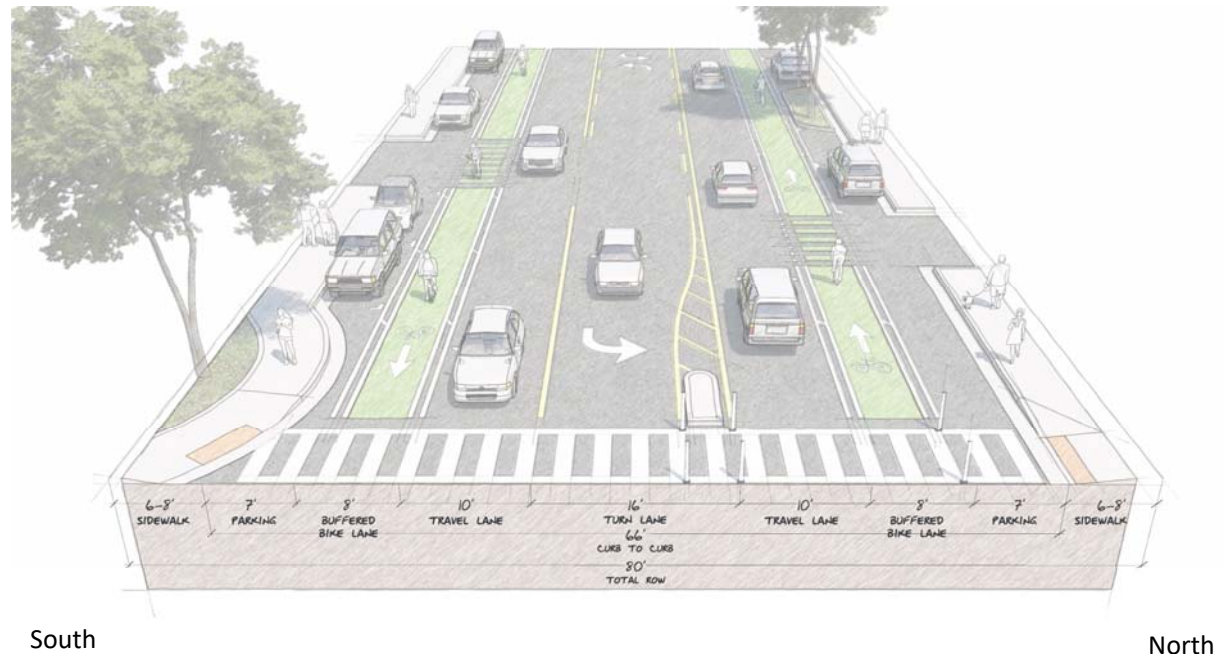 6-8'
SIDEWALK
7'
PARKING
8'
BUFFERED
BIKE LANE
10'
TRAVEL LANE
16'
TURN LANE
10'
TRAVEL LANE
8'
BUFFERED
BIKE LANE
7'
PARKING
6-8'
SIDEWALK
66'
CURB TO CURB
80'
TOTAL ROW
South
North